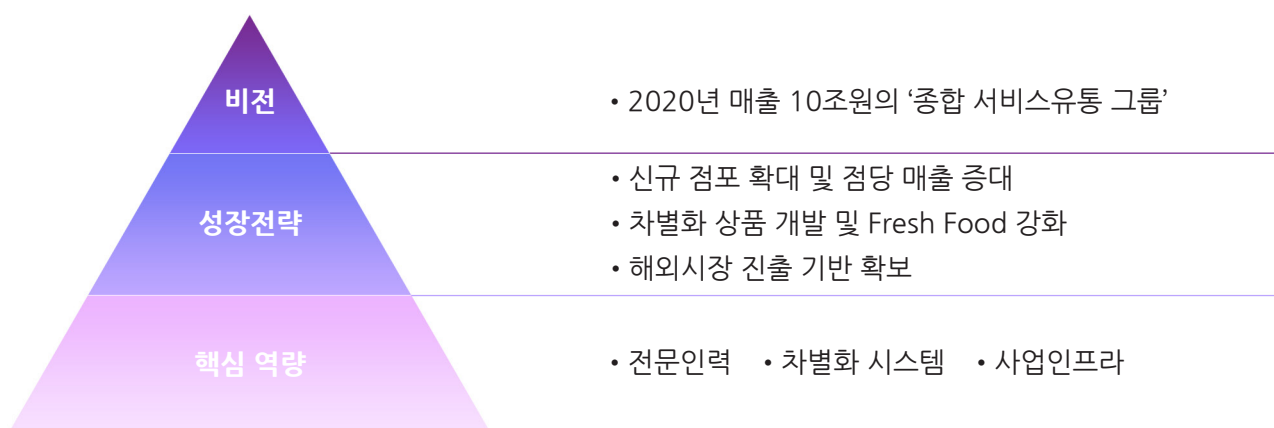 비전
• 2020년 매출 10조원의 ‘종합 서비스유통 그룹’
성장전략
• 신규 점포 확대 및 점당 매출 증대
• 차별화 상품 개발 및 Fresh Food 강화
• 해외시장 진출 기반 확보
핵심 역량
• 전문인력 • 차별화 시스템 • 사업인프라